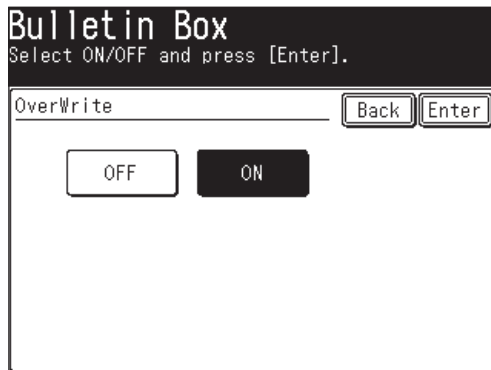 Bulletin Box
Select ON/OFF and press [Enter].
OverWrite Back Enter
OFF ON